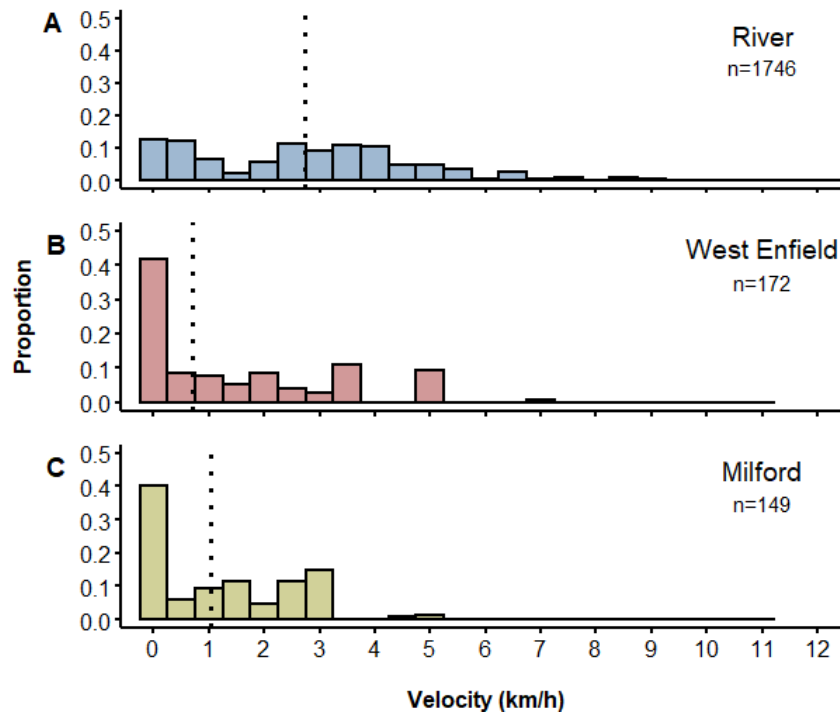 A
River
n=1746
0.5
0.4
0.3
0.2
0.1
0.0
B
West Enfield
n=172
0.5
0.4
0.3
0.2
0.1
0.0
Proportion
C
Milford
n=149
0.5
0.4
0.3
0.2
0.1
0.0
0 1 2 3 4 5 6 7 8 9 10 11 12
Velocity (km/h)